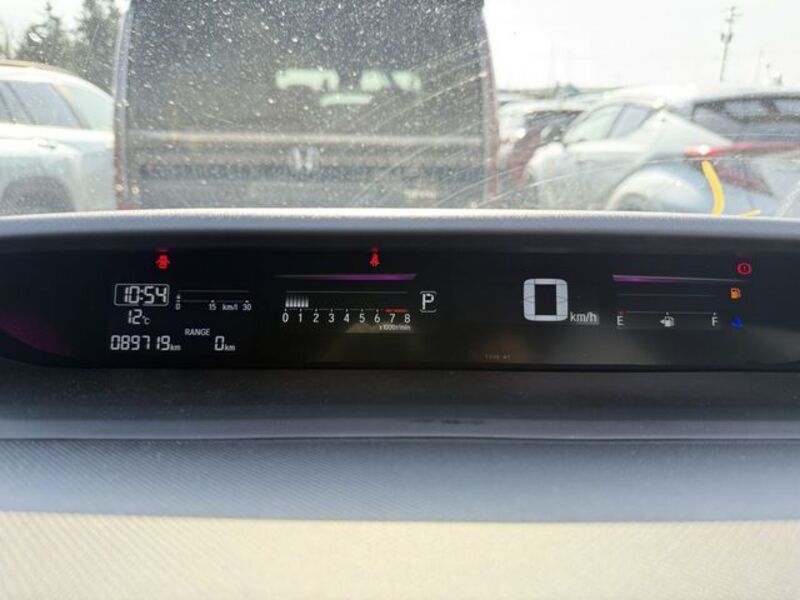 10:54
0 15 km/L 30
12°C
RANGE
089719km 0km
0 1 2 3 4 5 6 7 8
x1000r/min
P
0 km/h
E F